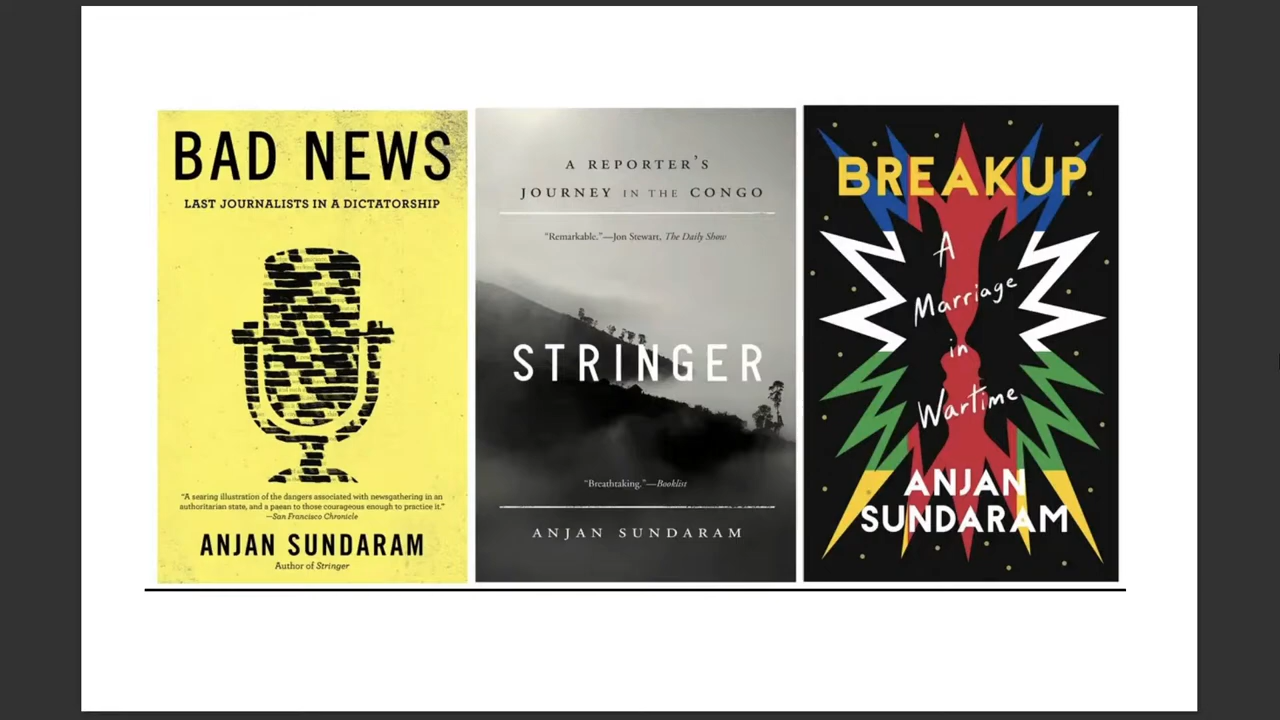 BAD NEWS
LAST JOURNALISTS IN A DICTATORSHIP
“A searing illustration of the dangers associated with newsgathering in an
authoritarian state, and a paean to those courageous enough to practice it.”
—San Francisco Chronicle
ANJAN SUNDARAM
Author of Stringer
A REPORTER’S
JOURNEY IN THE CONGO
“Remarkable.”—Jon Stewart, The Daily Show
STRINGER
“Breathtaking.”—Booklist
ANJAN SUNDARAM
BREAKUP
A
Marriage
in
Wartime
ANJAN
SUNDARAM